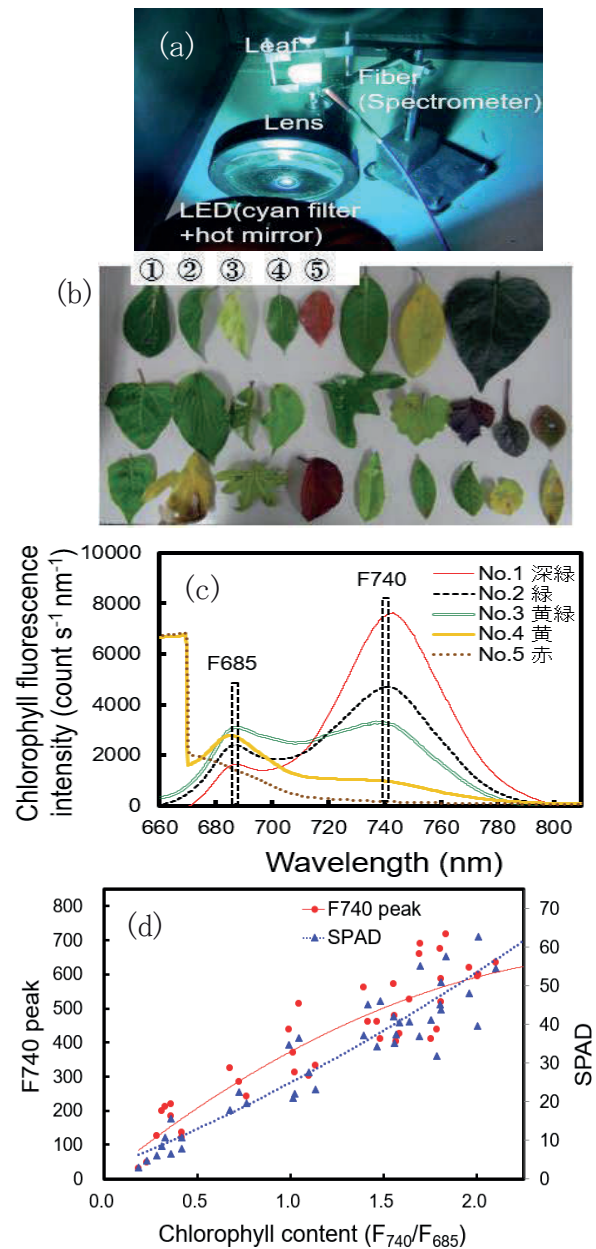 (a)
Leaf
Fiber
(Spectrometer)
Lens
LED(cyan filter
+hot mirror)
① ② ③ ④ ⑤
(b)
Chlorophyll fluorescence
intensity (count s⁻¹ nm⁻¹)
10000
8000
6000
4000
2000
0
(c)
F685
F740
No.1 深緑
No.2 緑
No.3 黄緑
No.4 黄
No.5 赤
660 680 700 720 740 760 780 800
Wavelength (nm)
F740 peak
800
700
600
500
400
300
200
100
0
(d)
F740 peak
SPAD
70
60
50
40
30
20
10
0
SPAD
0.0 0.5 1.0 1.5 2.0
Chlorophyll content (F₇₄₀/F₆₈₅)